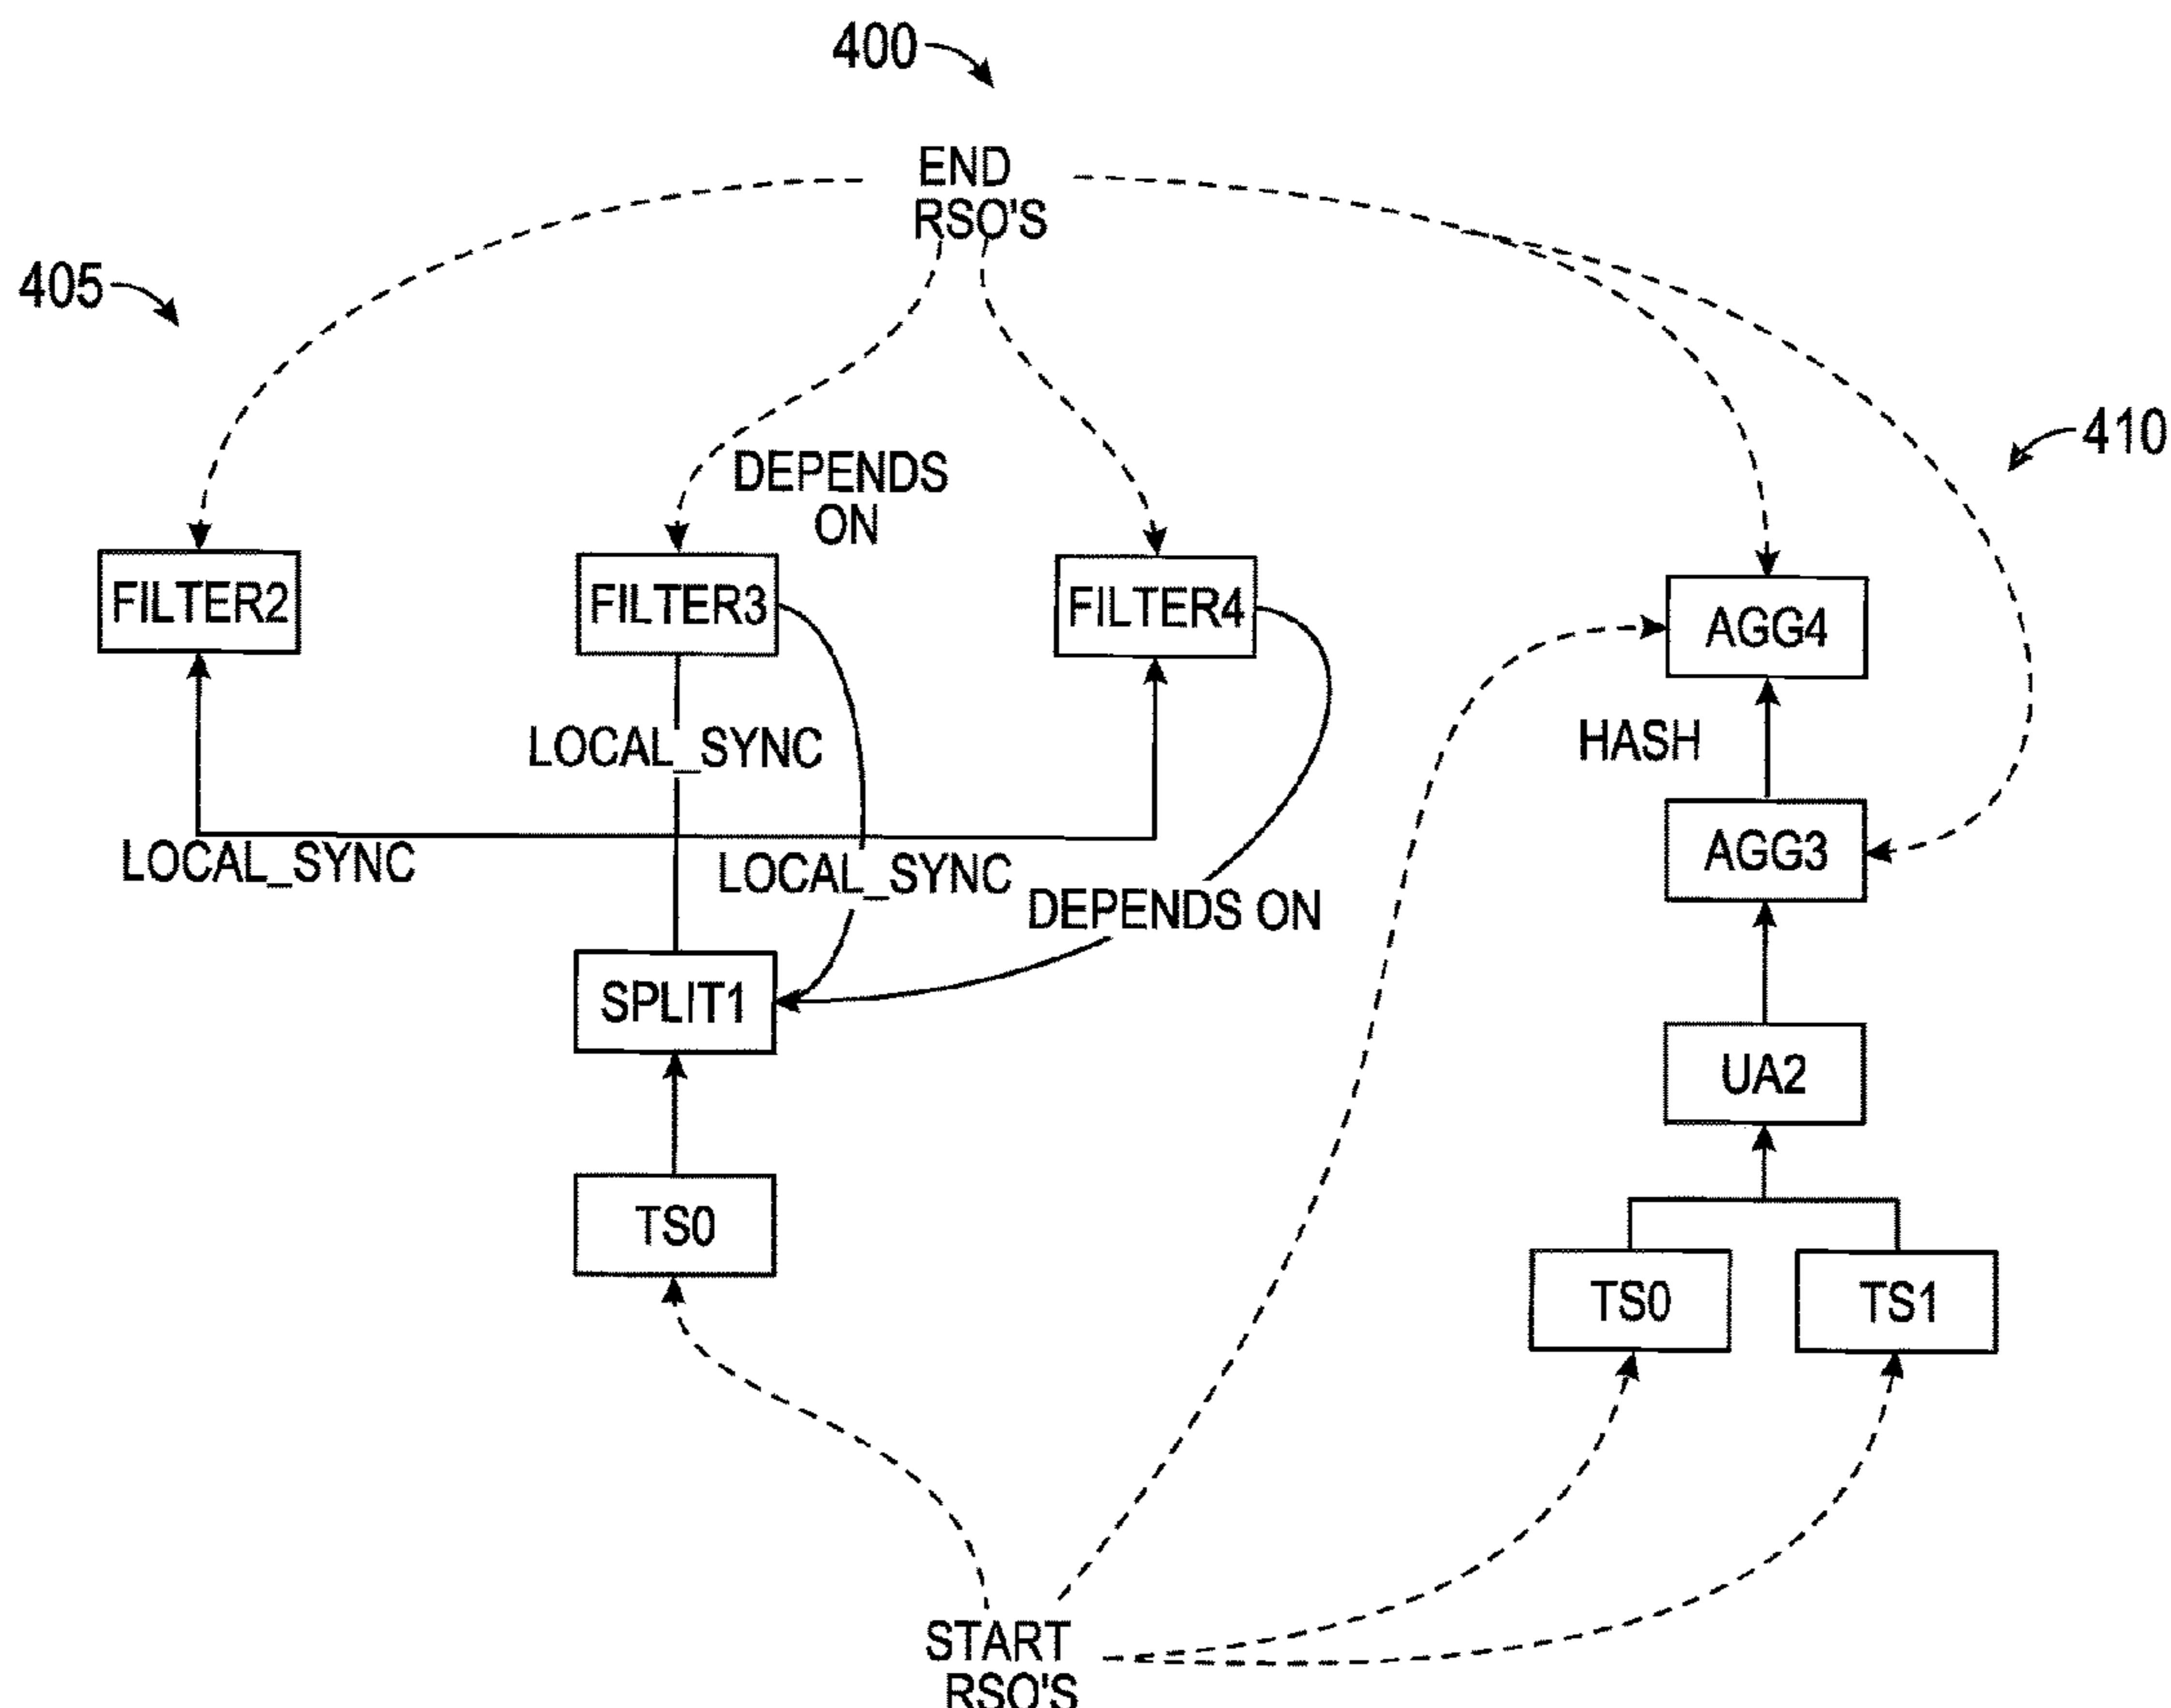 400
END
RSO'S
405
410
DEPENDS
ON
FILTER2
FILTER3
FILTER4
AGG4
LOCAL_SYNC
HASH
LOCAL_SYNC
LOCAL_SYNC
AGG3
DEPENDS ON
SPLIT1
UA2
TS0
TS0
TS1
START
RSO'S